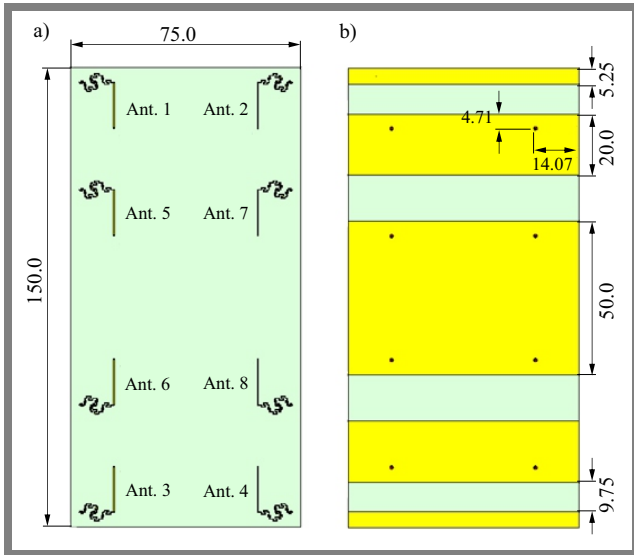 a)
75.0
b)
Ant. 1
Ant. 2
Ant. 5
Ant. 7
150.0
Ant. 6
Ant. 8
Ant. 3
Ant. 4
5.25
4.71
20.0
14.07
50.0
9.75